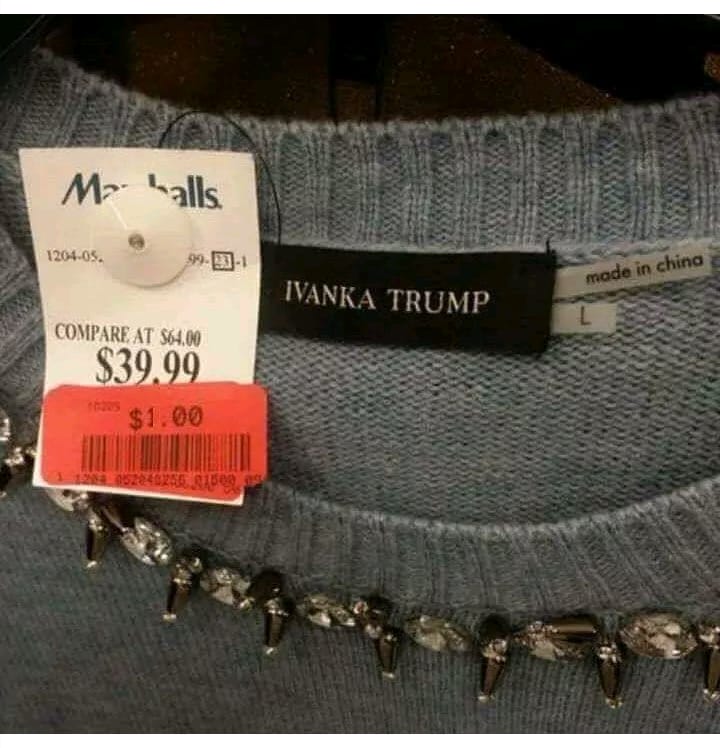 Ma halls.
1204-05. 99-23-1
COMPARE AT $64.00
$39.99
$1.00
IVANKA TRUMP
made in china
L